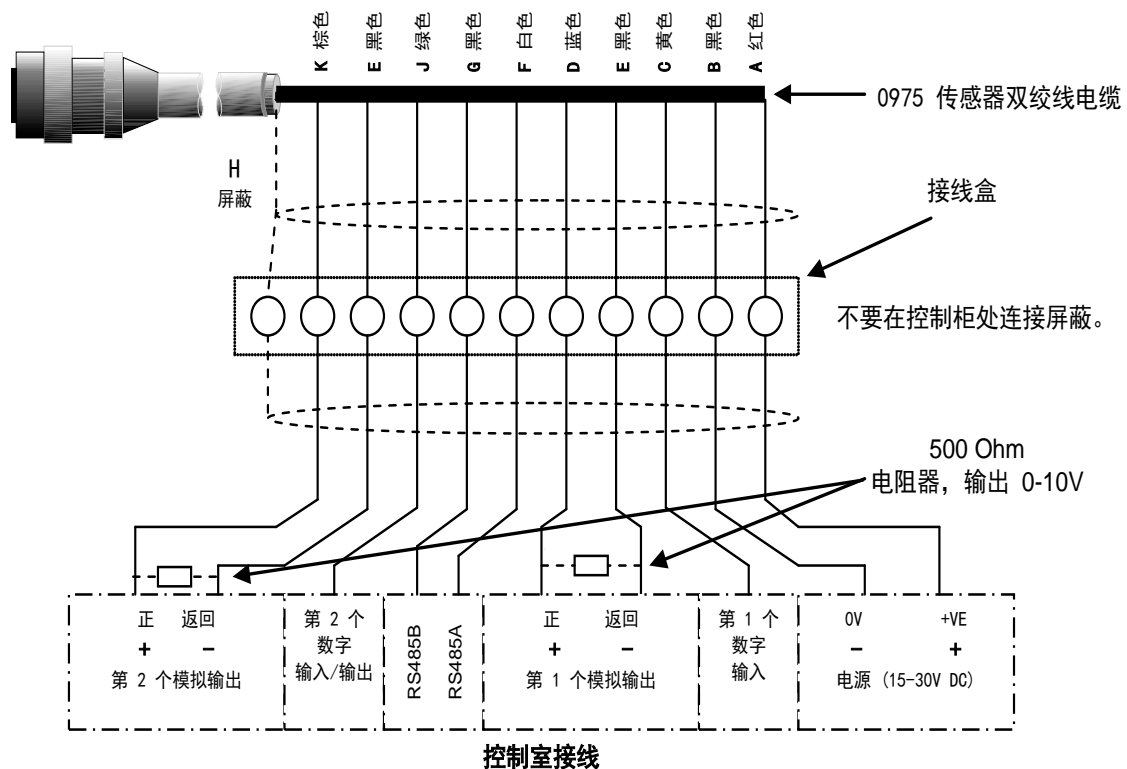 K 棕色
E 黑色
J 绿色
G 黑色
F 白色
D 蓝色
E 黑色
C 黄色
B 黑色
A 红色
0975 传感器双绞线电缆
H
屏蔽
接线盒
不要在控制柜处连接屏蔽。
500 Ohm
电阻器，输出 0-10V
正 返回
+ −
第 2 个模拟输出
第 2 个
数字
输入/输出
RS485B
RS485A
正 返回
+ −
第 1 个模拟输出
第 1 个
数字
输入
0V +VE
− +
电源 (15-30V DC)
控制室接线